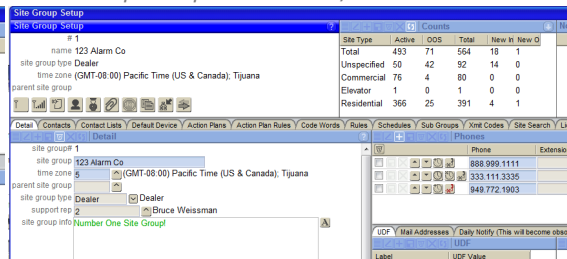 Site Group Setup
Site Group Setup
# 1
name 123 Alarm Co
site group type Dealer
time zone (GMT-08:00) Pacific Time (US & Canada); Tijuana
parent site group
Counts
Site Type Active OOS Total New In New O
Total 493 71 564 18 1
Unspecified 50 42 92 14 0
Commercial 76 4 80 0 0
Elevator 1 0 1 0 0
Residential 366 25 391 4 1
Detail Contacts Contact Lists Default Device Action Plans Action Plan Rules Code Words Rules Schedules Sub Groups Xmit Codes Site Search
Detail
site group# 1
site group 123 Alarm Co
time zone 5 (GMT-08:00) Pacific Time (US & Canada); Tijuana
parent site group
site group type Dealer Dealer
support rep 2 Bruce Weissman
site group info Number One Site Group!
A
Phones
Phone Extension
888.999.1111
333.111.3335
949.772.1903
UDF Mail Addresses Daily Notify (This will become obso
UDF
Label UDF Value